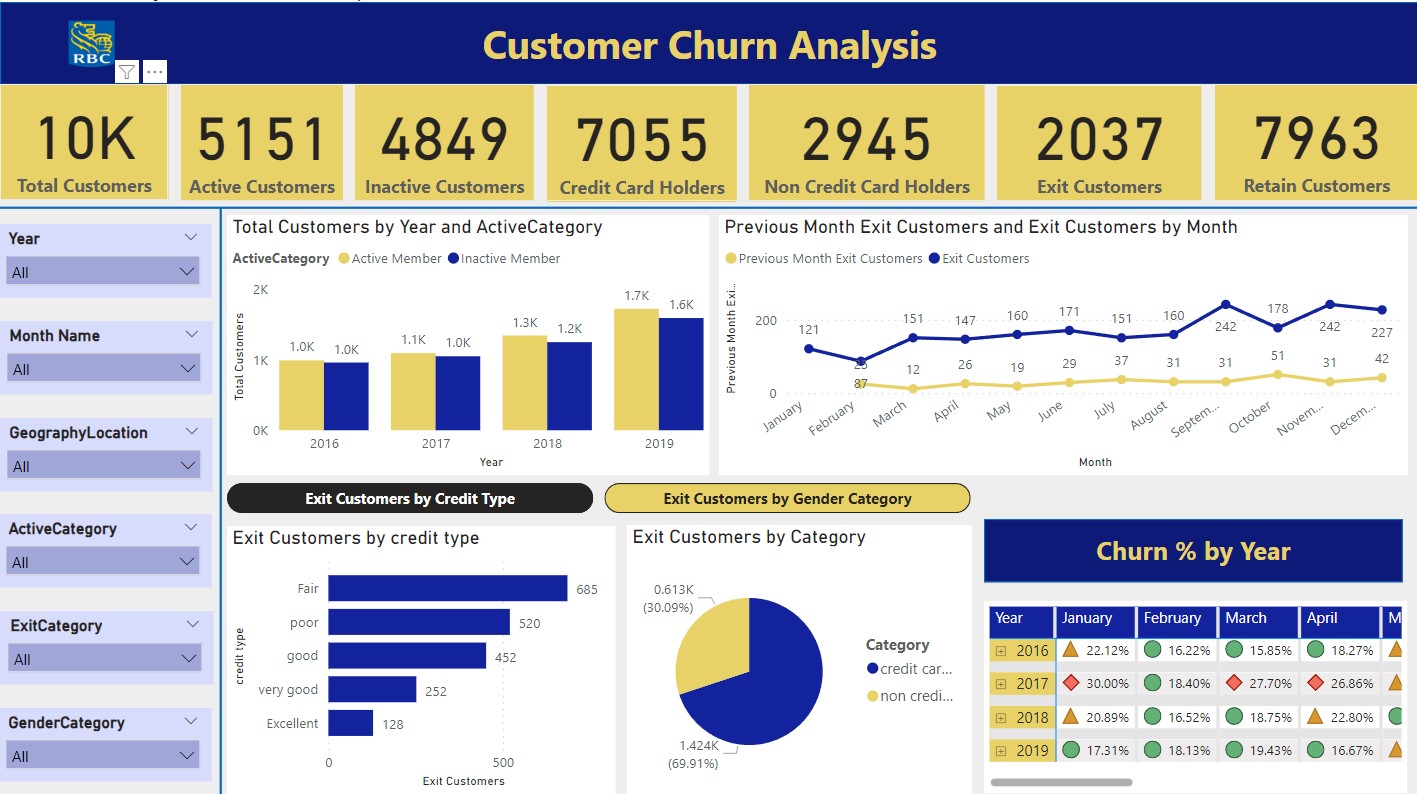 RBC
Customer Churn Analysis
10K
Total Customers
5151
Active Customers
4849
Inactive Customers
7055
Credit Card Holders
2945
Non Credit Card Holders
2037
Exit Customers
7963
Retain Customers
Year
All
Month Name
All
GeographyLocation
All
ActiveCategory
All
ExitCategory
All
GenderCategory
All
Total Customers by Year and ActiveCategory
ActiveCategory Active Member Inactive Member
Total Customers
2K
1K
0K
1.0K 1.0K 1.1K 1.0K 1.3K 1.2K 1.7K 1.6K
2016 2017 2018 2019
Year
Previous Month Exit Customers and Exit Customers by Month
Previous Month Exit Customers Exit Customers
Previous Month Exi...
200
0
121 87 151 147 160 171 151 160 242 178 242 227
25 12 26 19 29 37 31 31 51 31 42
January February March April May June July August Septem... October Novem... Decem...
Month
Exit Customers by Credit Type
Exit Customers by Gender Category
Exit Customers by credit type
credit type
Fair 685
poor 520
good 452
very good 252
Excellent 128
0 500
Exit Customers
Exit Customers by Category
0.613K
(30.09%)
1.424K
(69.91%)
Category
credit car...
non credi...
Churn % by Year
Year January February March April M
2016 22.12% 16.22% 15.85% 18.27%
2017 30.00% 18.40% 27.70% 26.86%
2018 20.89% 16.52% 18.75% 22.80%
2019 17.31% 18.13% 19.43% 16.67%